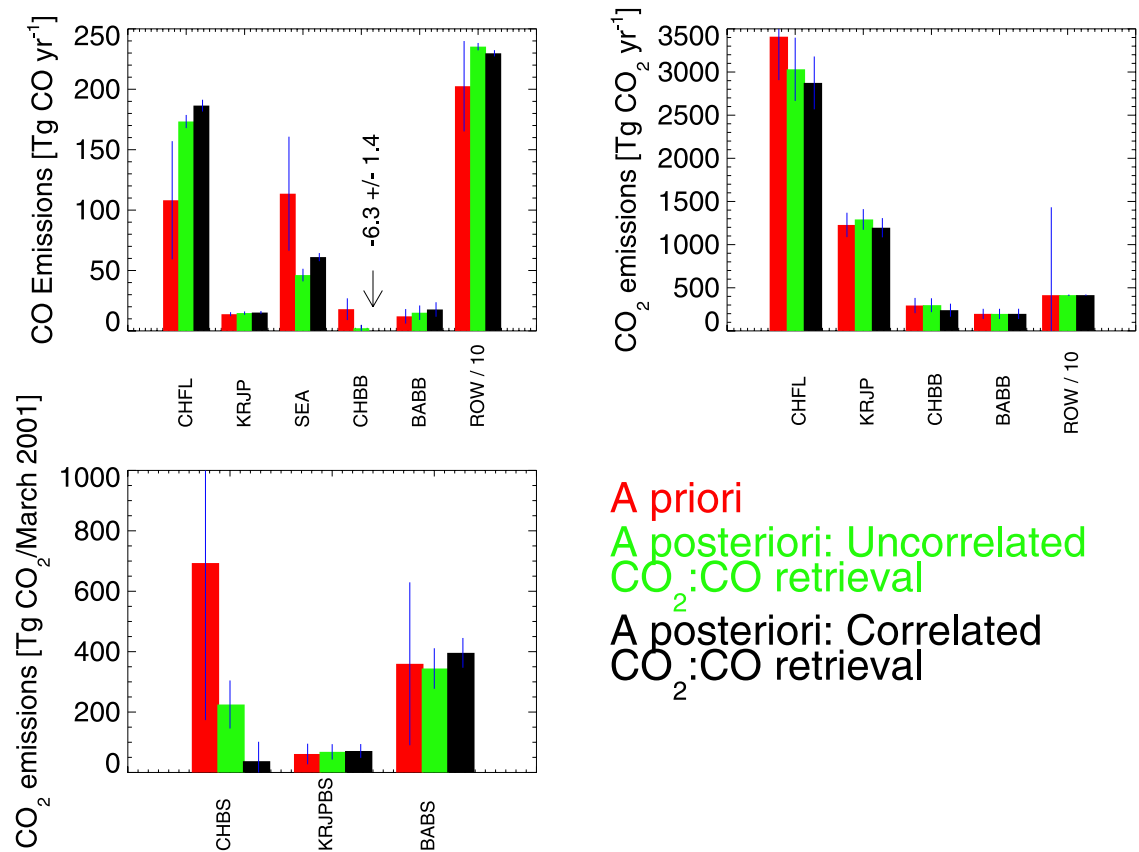 CO Emissions [Tg CO yr-1]
250
200
150
100
50
0
-6.3 +/- 1.4
CHFL
KRJP
SEA
CHBB
BABB
ROW / 10
CO2 emissions [Tg CO2 yr-1]
3500
3000
2500
2000
1500
1000
500
0
CHFL
KRJP
CHBB
BABB
ROW / 10
CO2 emissions [Tg CO2/March 2001]
1000
800
600
400
200
0
CHBS
KRJPBS
BABS
A priori
A posteriori: Uncorrelated
CO2:CO retrieval
A posteriori: Correlated
CO2:CO retrieval